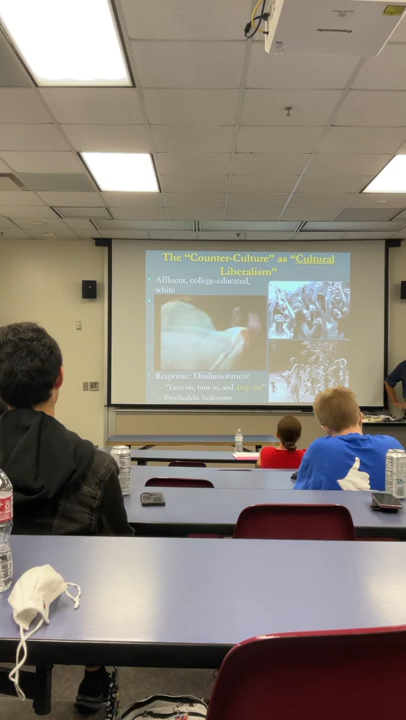 Panasonic
The "Counter-Culture" as "Cultural
Liberalism"
• Affluent, college-educated,
white
• Response: Disillusionment
– "Turn on, tune in, and drop out"
– Psychedelic hedonism